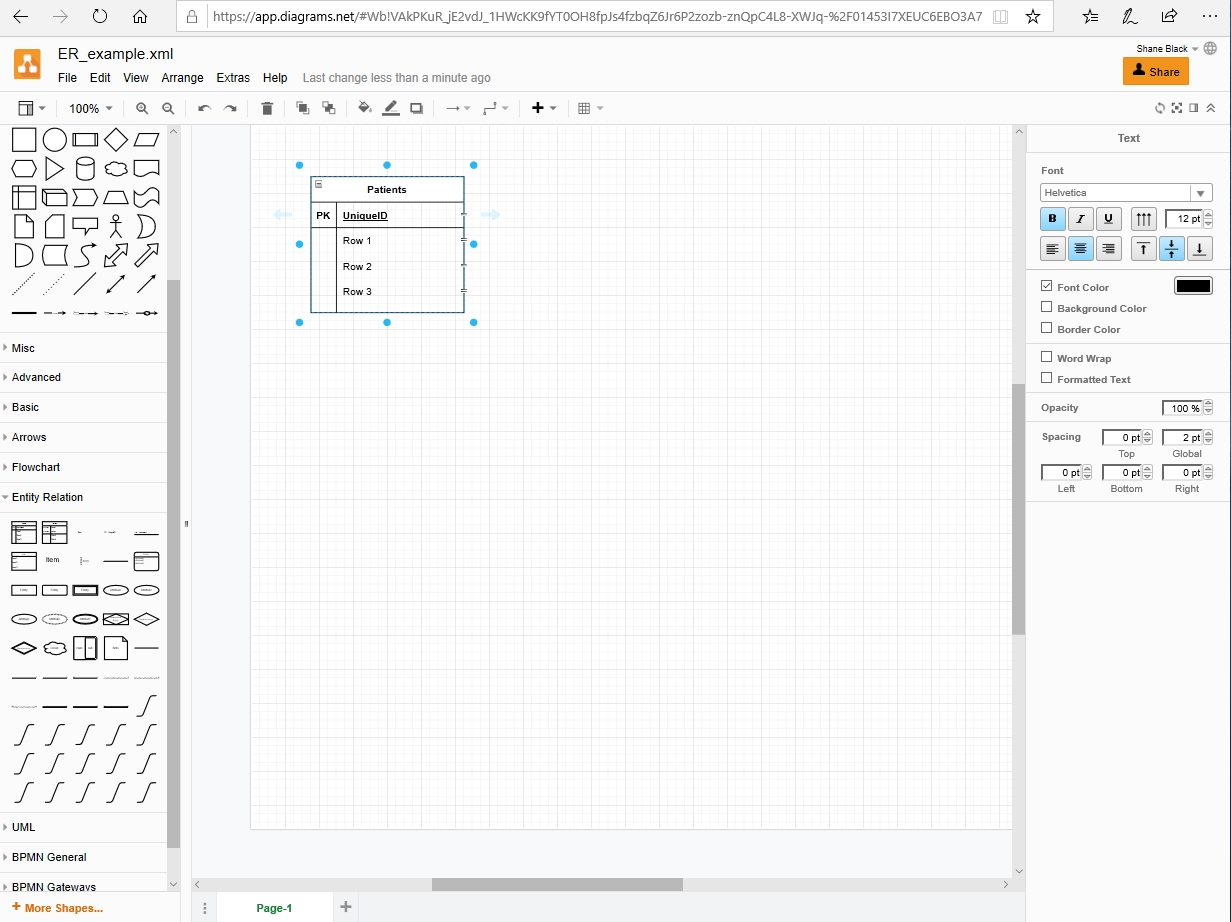 https://app.diagrams.net/#Wb!VAkPKuR_jE2vdJ_1HWcKK9fYT0OH8fpJs4fzbqZ6Jr6P2zozb-znQpC4L8-XWJq-%2F01453I7XEUC6EBO3A7
ER_example.xml
Shane Black
File Edit View Arrange Extras Help Last change less than a minute ago
Share
100%
Text
Font
Helvetica
B I U 12 pt
Font Color
Background Color
Border Color
Word Wrap
Formatted Text
Opacity 100 %
Spacing 0 pt 2 pt
Top Global
0 pt 0 pt 0 pt
Left Bottom Right
Patients
PK UniqueID
Row 1
Row 2
Row 3
Misc
Advanced
Basic
Arrows
Flowchart
Entity Relation
Item
UML
BPMN General
BPMN Gateways
+ More Shapes...
Page-1